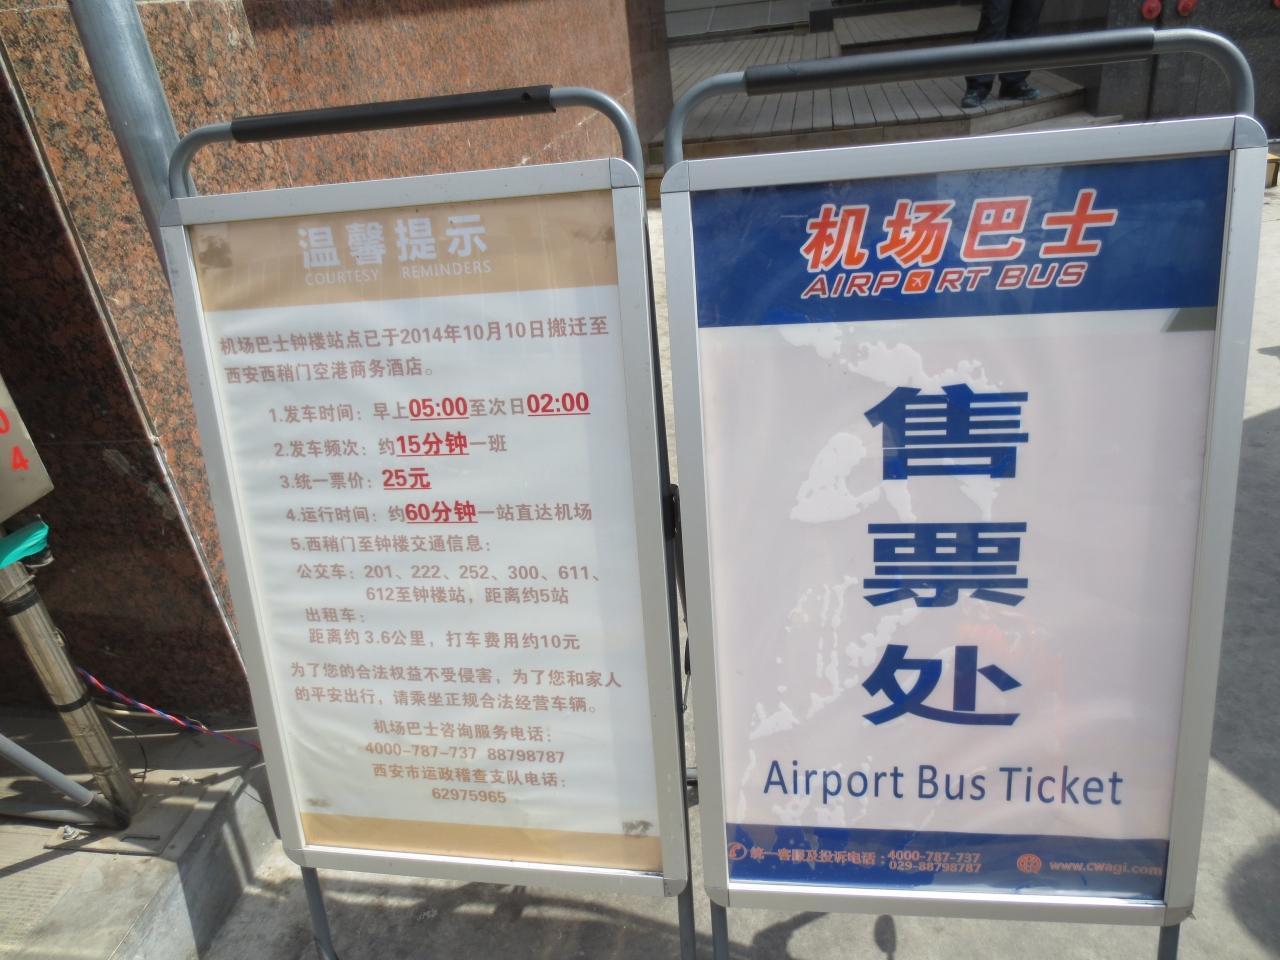 温馨提示
COURTESY REMINDERS
机场巴士钟楼站点已于2014年10月10日搬迁至
西安西稍门空港商务酒店。
1.发车时间：早上05:00至次日02:00
2.发车频次：约15分钟一班
3.统一票价：25元
4.运行时间：约60分钟一站直达机场
5.西稍门至钟楼交通信息：
公交车：201、222、252、300、611、
612至钟楼站，距离约5站
出租车：
距离约 3.6公里，打车费用约10元
为了您的合法权益不受侵害，为了您和家人
的平安出行，请乘坐正规合法经营车辆。
机场巴士咨询服务电话：
4000-787-737 88798787
西安市运政稽查支队电话：
62975965
机场巴士
AIRPORT BUS
售
票
处
Airport Bus Ticket
统一客服及投诉电话：4000-787-737
029-88798787
www.cwagi.com
0
4